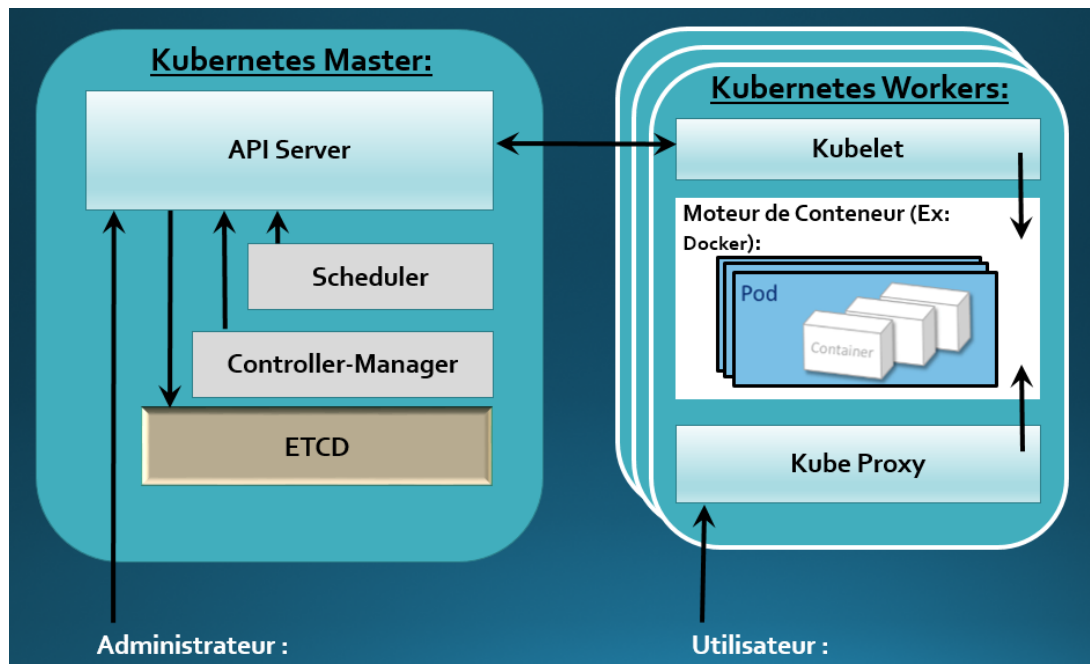 Kubernetes Master:
API Server
Scheduler
Controller-Manager
ETCD
Administrateur :
Kubernetes Workers:
Kubelet
Moteur de Conteneur (Ex:
Docker):
Pod
Container
Kube Proxy
Utilisateur :